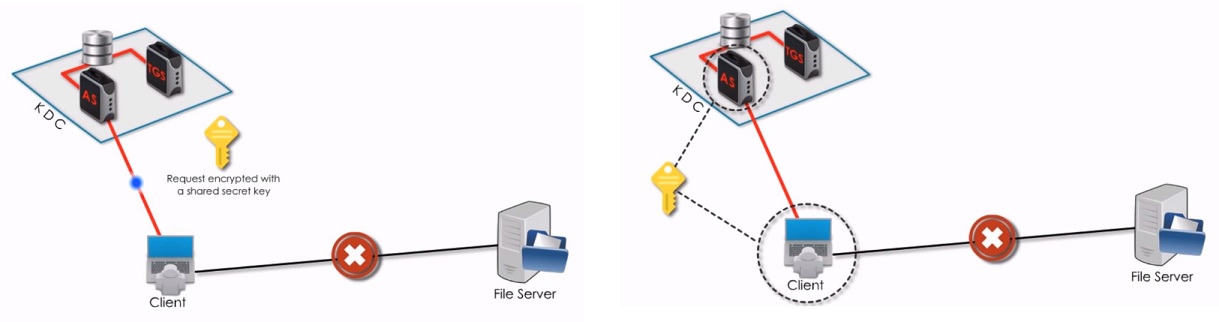 TGS
AS
KDC
Request encrypted with
a shared secret key
Client
File Server
TGS
AS
KDC
Client
File Server